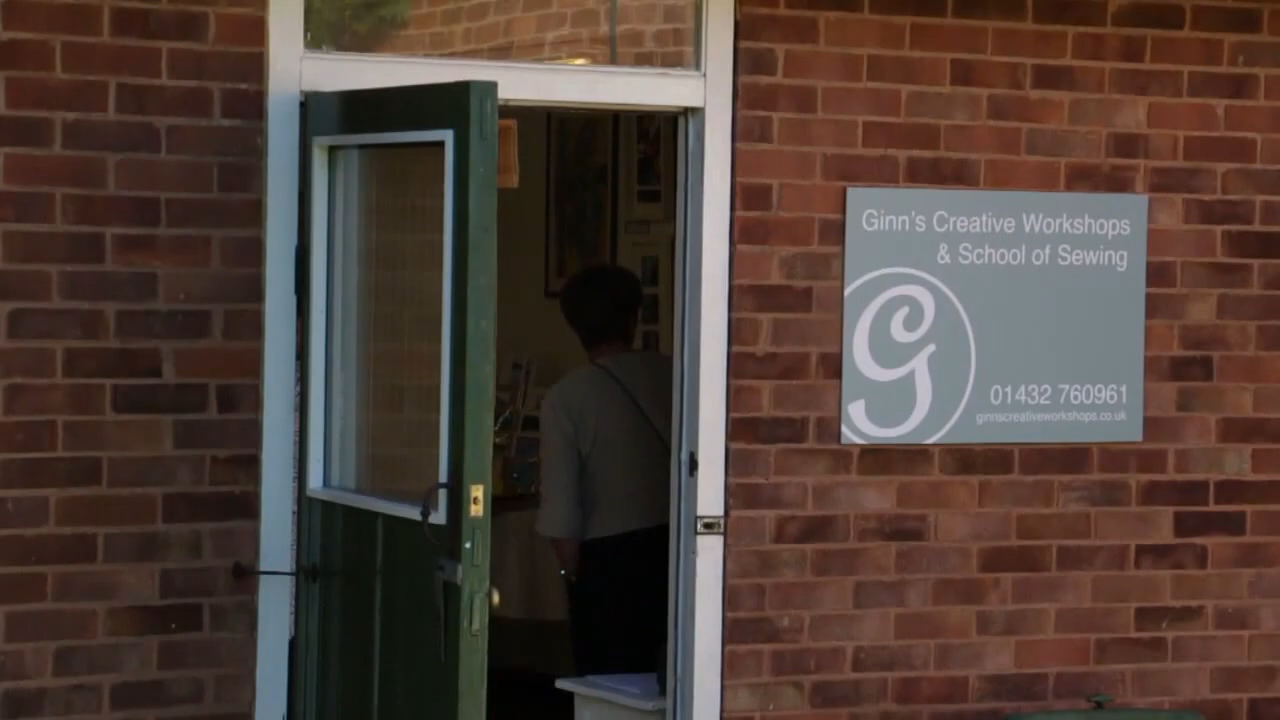 Ginn's Creative Workshops
& School of Sewing
G
01432 760961
ginnscreativeworkshops.co.uk